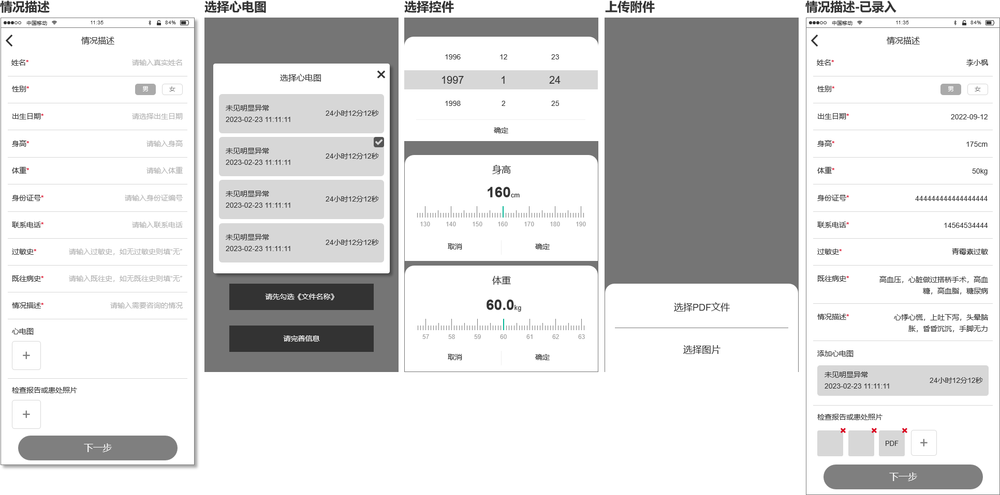 情况描述
中国移动
11:35
84%
情况描述
姓名*
请输入真实姓名
性别*
男
女
出生日期*
请选择出生日期
身高*
请输入身高
体重*
请输入体重
身份证号*
请输入身份证编号
联系电话*
请输入联系电话
过敏史*
请输入过敏史，如无过敏史则填“无”
既往病史*
请输入既往史，如无既往史则填“无”
情况描述*
请输入需要咨询的情况
心电图
+
检查报告或患处照片
+
下一步
选择心电图
选择心电图
未见明显异常
2023-02-23 11:11:11
24小时12分12秒
未见明显异常
2023-02-23 11:11:11
24小时12分12秒
未见明显异常
2023-02-23 11:11:11
24小时12分12秒
未见明显异常
2023-02-23 11:11:11
24小时12分12秒
请先勾选《文件名称》
请完善信息
选择控件
1996 12 23
1997 1 24
1998 2 25
确定
身高
160cm
130 140 150 160 170 180 190
取消 确定
体重
60.0kg
57 58 59 60 61 62 63
取消 确定
上传附件
选择PDF文件
选择图片
情况描述-已录入
中国移动
11:35
84%
情况描述
姓名*
李小枫
性别*
男
女
出生日期*
2022-09-12
身高*
175cm
体重*
50kg
身份证号*
444444444444444444
联系电话*
14564534444
过敏史*
青霉素过敏
既往病史*
高血压，心脏做过搭桥手术，高血
糖，高血脂，糖尿病
情况描述*
心悸心慌，上吐下泻，头晕脑
胀，昏昏沉沉，手脚无力
添加心电图
未见明显异常
2023-02-23 11:11:11
24小时12分12秒
检查报告或患处照片
PDF
+
下一步